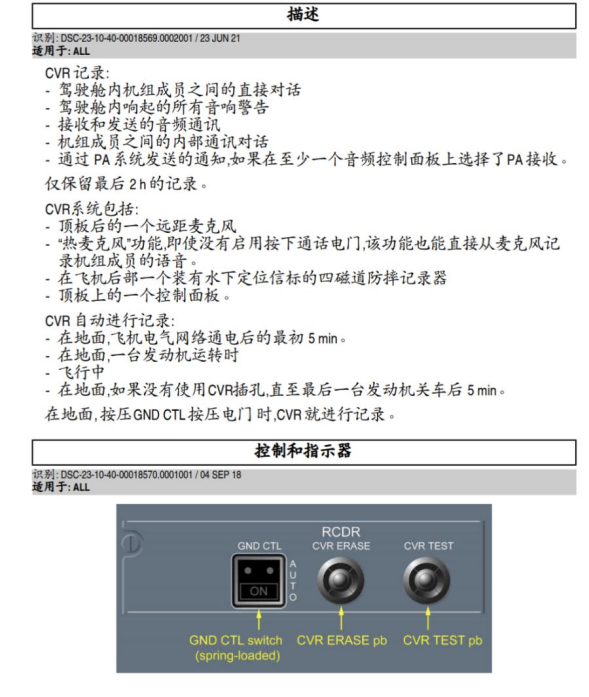 描述
识别: DSC-23-10-40-00018569.0002001 / 23 JUN 21
适用于: ALL
CVR 记录:
- 驾驶舱内机组成员之间的直接对话
- 驾驶舱内响起的所有音响警告
- 接收和发送的音频通讯
- 机组成员之间的内部通讯对话
- 通过 PA 系统发送的通知,如果在至少一个音频控制面板上选择了PA 接收。
仅保留最后 2 h 的记录。
CVR系统包括:
- 顶板后的一个远距麦克风
- “热麦克风”功能,即使没有启用按下通话电门,该功能也能直接从麦克风记
录机组成员的语音。
- 在飞机后部一个装有水下定位信标的四磁道防摔记录器
- 顶板上的一个控制面板。
CVR 自动进行记录:
- 在地面,飞机电气网络通电后的最初 5 min。
- 在地面,一台发动机运转时
- 飞行中
- 在地面,如果没有使用CVR插孔,直至最后一台发动机关车后 5 min。
在地面,按压GND CTL 按压电门 时,CVR 就进行记录。
控制和指示器
识别: DSC-23-10-40-00018570.0001001 / 04 SEP 18
适用于: ALL
RCDR
GND CTL CVR ERASE CVR TEST
AUTO
ON
GND CTL switch CVR ERASE pb CVR TEST pb
(spring-loaded)